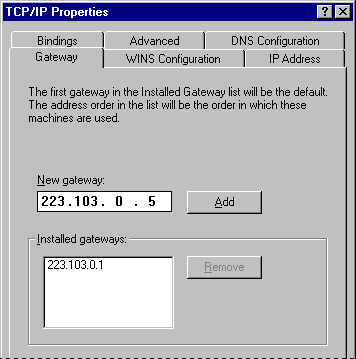 TCP/IP Properties
Bindings Advanced DNS Configuration
Gateway WINS Configuration IP Address
The first gateway in the Installed Gateway list will be the default.
The address order in the list will be the order in which these
machines are used.
New gateway:
223.103. 0 . 5 Add
Installed gateways:
223.103.0.1 Remove